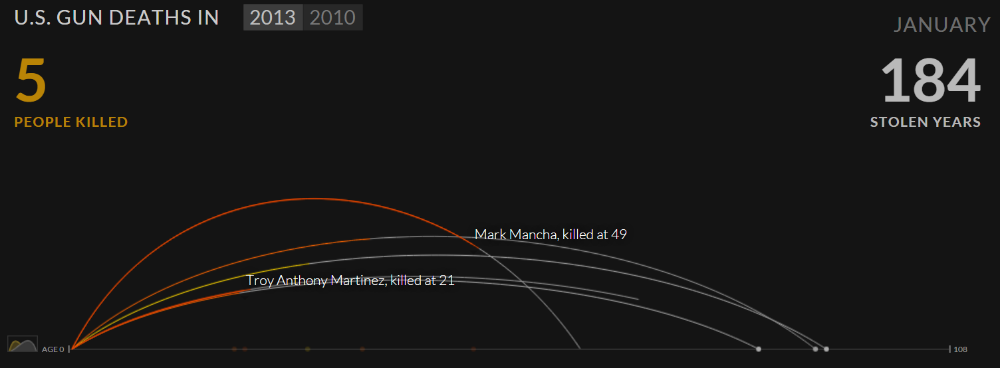 U.S. GUN DEATHS IN 2013 2010
JANUARY
5
PEOPLE KILLED
184
STOLEN YEARS
Mark Mancha, killed at 49
Troy Anthony Martinez, killed at 21
AGE 0
108